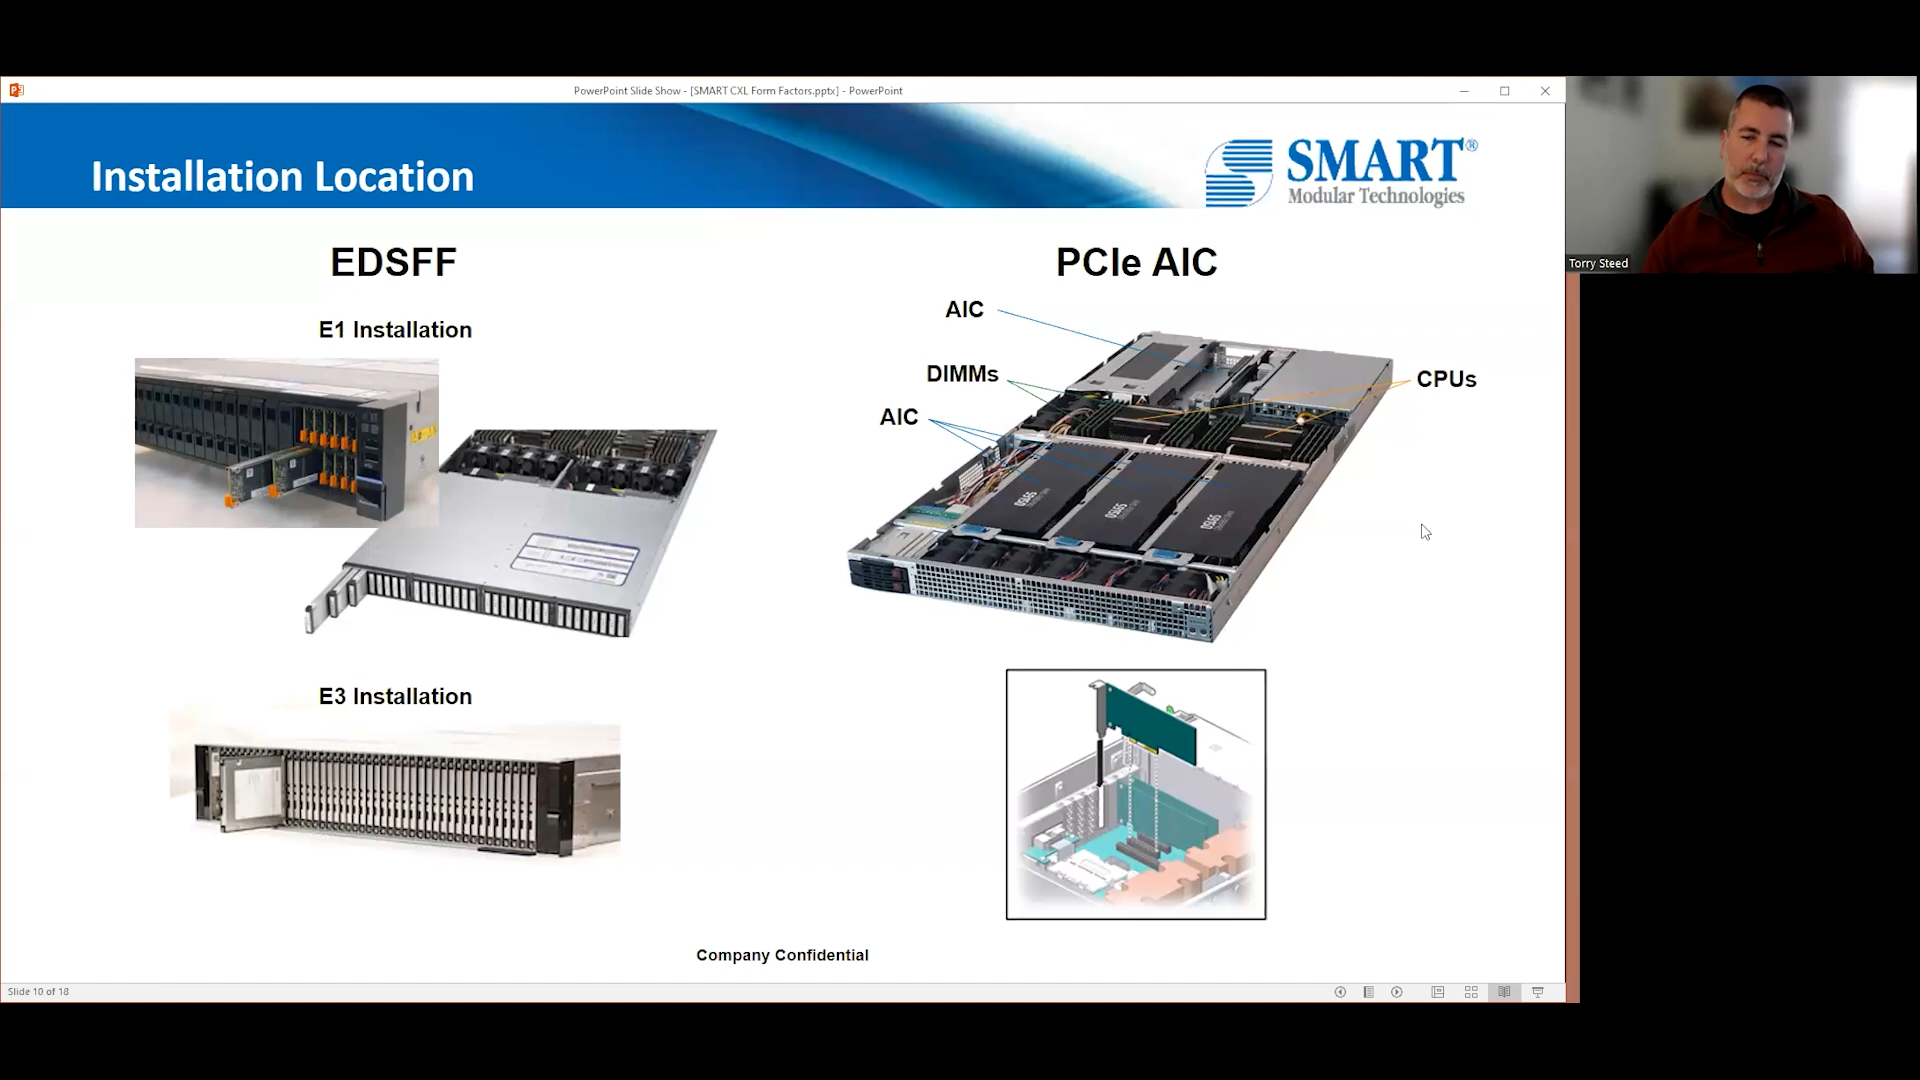 PowerPoint Slide Show - [SMART CXL Form Factors.pptx] - PowerPoint
Installation Location
SMART®
Modular Technologies
Torry Steed
EDSFF
PCIe AIC
E1 Installation
AIC
DIMMs
AIC
CPUs
E3 Installation
Company Confidential
Slide 10 of 18